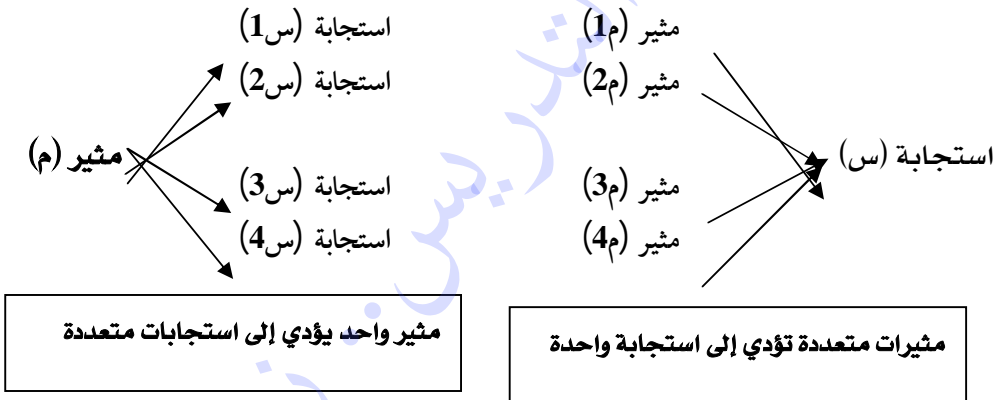 مثير (م1)
مثير (م2)
مثير (م3)
مثير (م4)
استجابة (س)
مثيرات متعددة تؤدي إلى استجابة واحدة
استجابة (س1)
استجابة (س2)
مثير (م)
استجابة (س3)
استجابة (س4)
مثير واحد يؤدي إلى استجابات متعددة